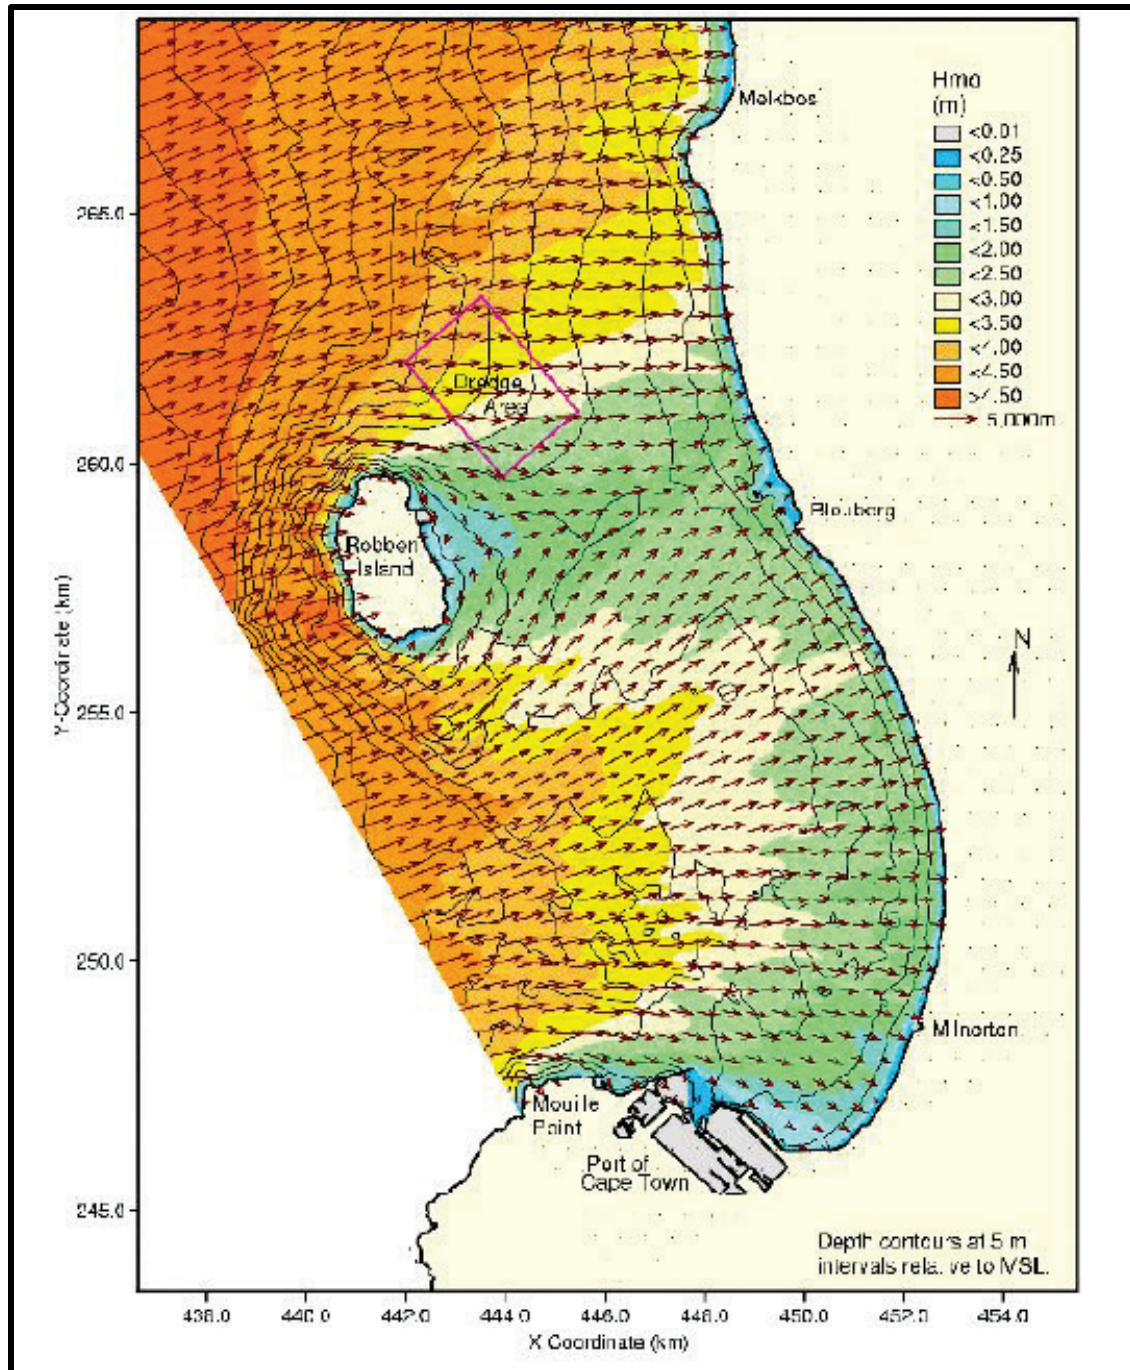 Melkbos
Hmo
(m)
<0.01
<0.25
<0.50
<1.00
<1.50
<2.00
<2.50
<3.00
<3.50
<4.00
<4.50
>4.50
5.000m
265.0
260.0
255.0
250.0
245.0
Y-Coordinate (km)
Dredge
Area
Robben
Island
Blouberg
N
Milnerton
Mouille
Point
Port of
Cape Town
Depth contours at 5 m
intervals relative to MSL.
438.0
440.0
442.0
444.0
446.0
448.0
450.0
452.0
454.0
X Coordinate (km)